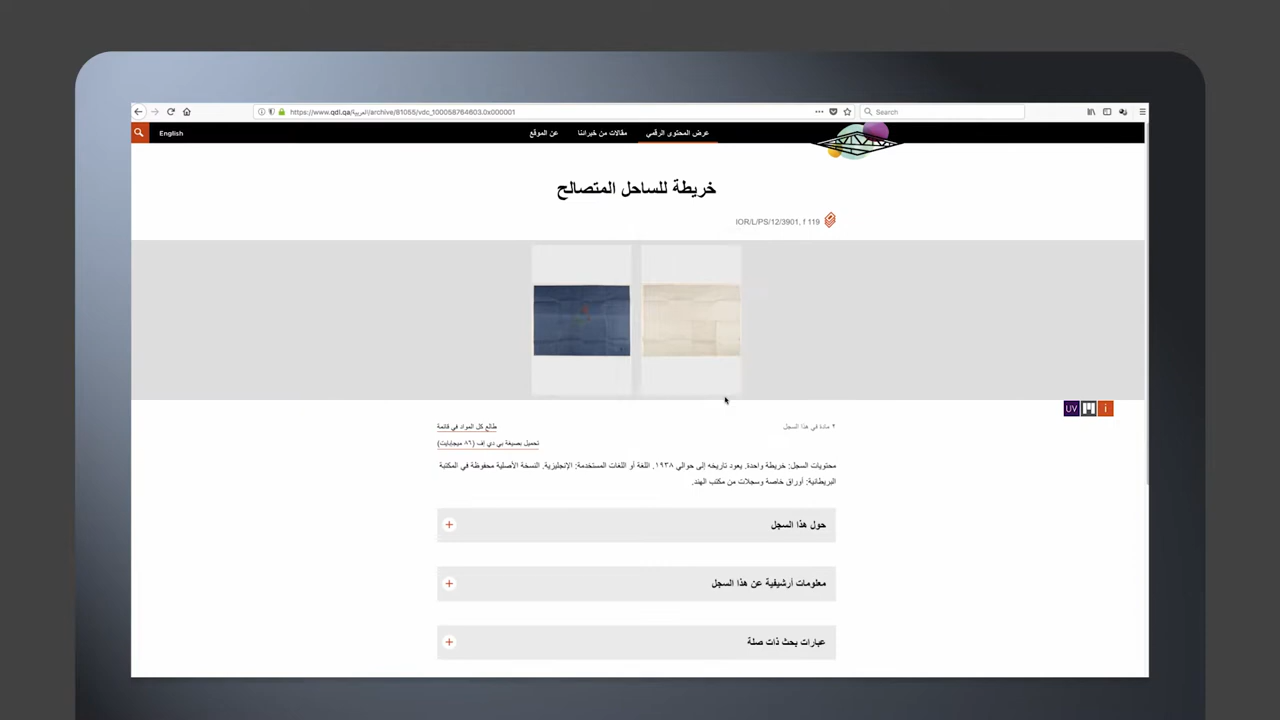 https://www.qdl.qa/العربية/archive/81055/vdc_100058764603.0x000001
Search
عرض المحتوى الرقمي
مقالات من خبرائنا
عن الموقع
English
خريطة للساحل المتصالح
IOR/L/PS/12/3901, f 119
UV
i
٢ مادة في هذا السجل
طالع كل المواد في قائمة
تحميل بصيغة بي دي إف (٨٦ ميجابايت)
محتويات السجل: خريطة واحدة. يعود تاريخه إلى حوالي ١٩٣٨. اللغة أو اللغات المستخدمة: الإنجليزية. النسخة الأصلية محفوظة في المكتبة
البريطانية: أوراق خاصة وسجلات من مكتب الهند.
حول هذا السجل
معلومات أرشيفية عن هذا السجل
عبارات بحث ذات صلة